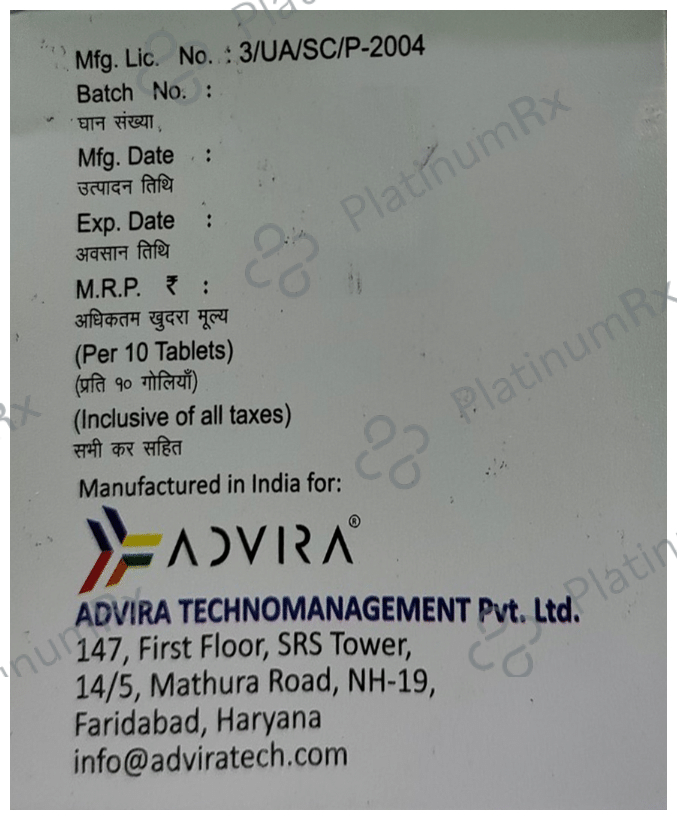 Mfg. Lic. No. : 3/UA/SC/P-2004
Batch No. :
घान संख्या
Mfg. Date :
उत्पादन तिथि
Exp. Date :
अवसान तिथि
M.R.P. ₹ :
अधिकतम खुदरा मूल्य
(Per 10 Tablets)
(प्रति १० गोलियाँ)
(Inclusive of all taxes)
सभी कर सहित
Manufactured in India for:
ADVIRA®
ADVIRA TECHNOMANAGEMENT Pvt. Ltd.
147, First Floor, SRS Tower,
14/5, Mathura Road, NH-19,
Faridabad, Haryana
info@adviratech.com
PlatinumRx
PlatinumRx